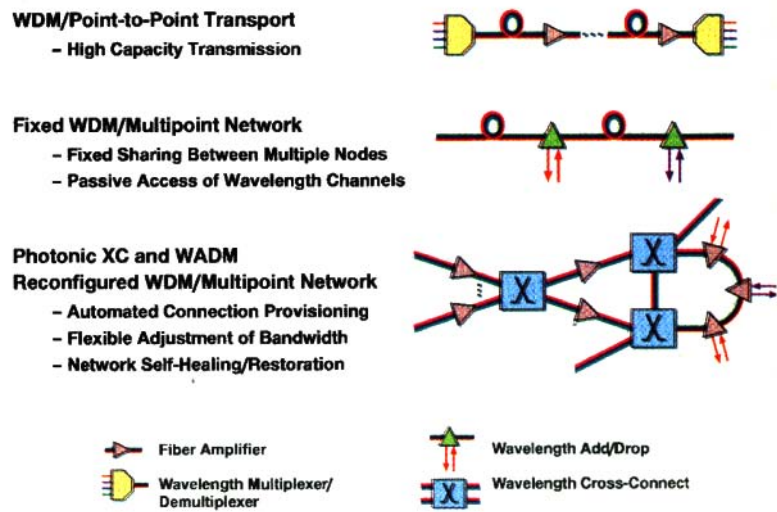 WDM/Point-to-Point Transport
– High Capacity Transmission
Fixed WDM/Multipoint Network
– Fixed Sharing Between Multiple Nodes
– Passive Access of Wavelength Channels
Photonic XC and WADM
Reconfigured WDM/Multipoint Network
– Automated Connection Provisioning
– Flexible Adjustment of Bandwidth
– Network Self-Healing/Restoration
Fiber Amplifier
Wavelength Multiplexer/
Demultiplexer
Wavelength Add/Drop
Wavelength Cross-Connect